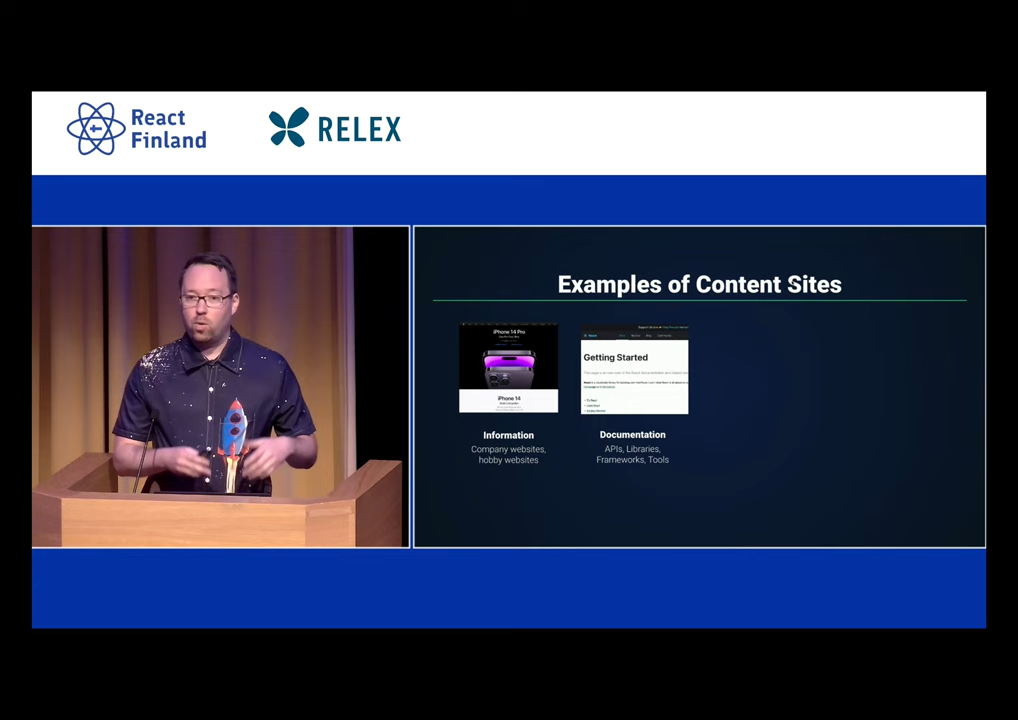 React
Finland
RELEX
Examples of Content Sites
iPhone 14 Pro
iPhone 14
Getting Started
Information
Company websites,
hobby websites
Documentation
APIs, Libraries,
Frameworks, Tools